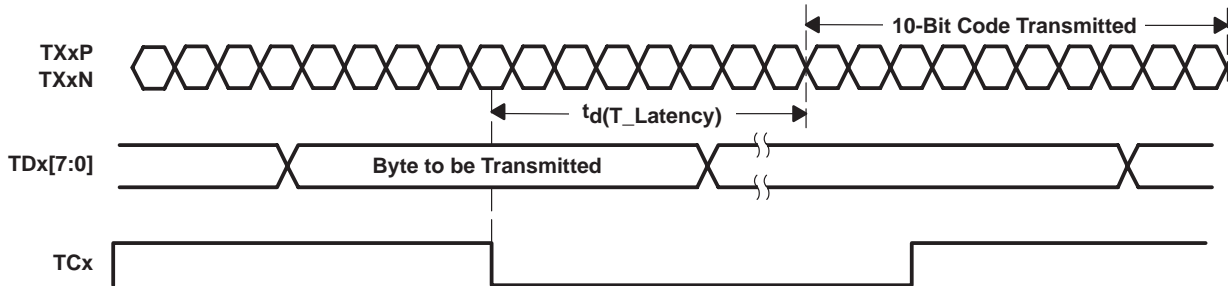 10-Bit Code Transmitted
TXxP
TXxN
td(T_Latency)
TDx[7:0]
Byte to be Transmitted
TCx